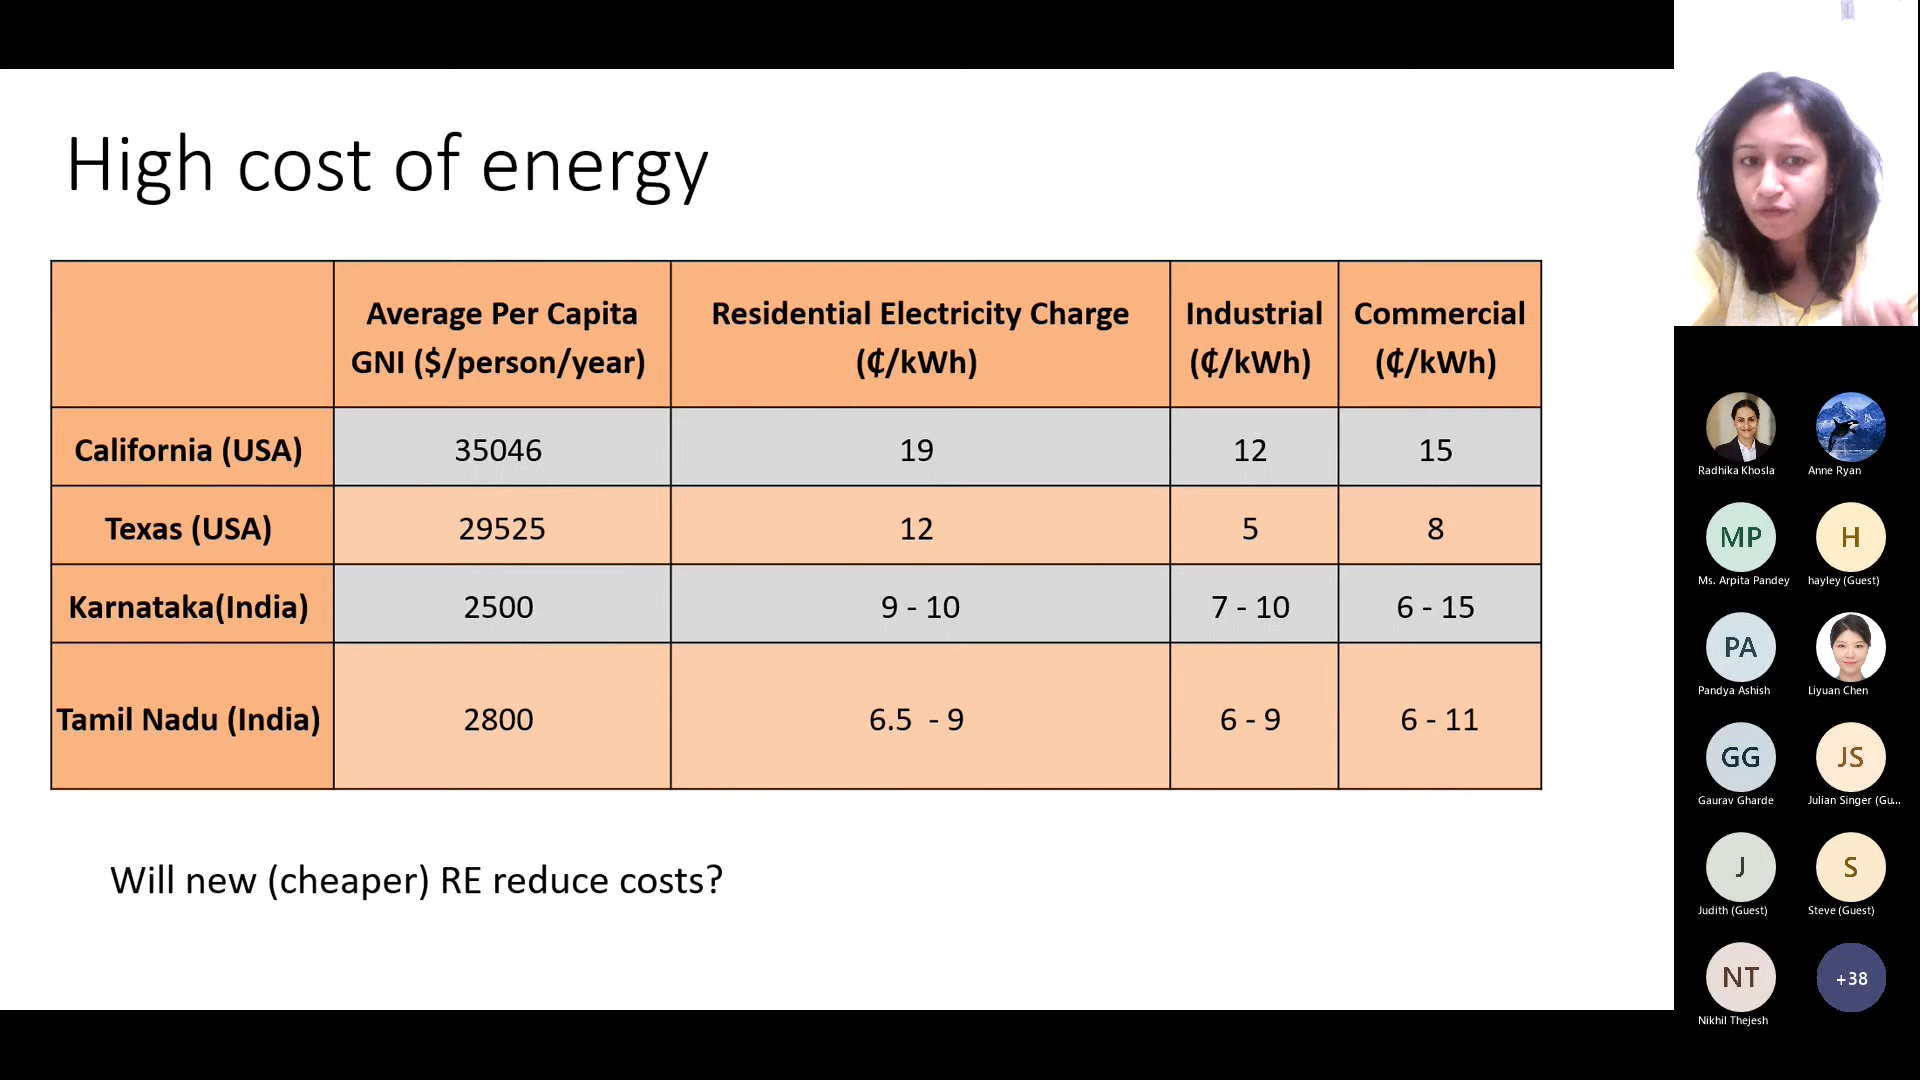 High cost of energy
Average Per Capita
GNI ($/person/year)
Residential Electricity Charge
(₵/kWh)
Industrial
(₵/kWh)
Commercial
(₵/kWh)
California (USA)
35046
19
12
15
Texas (USA)
29525
12
5
8
Karnataka(India)
2500
9 - 10
7 - 10
6 - 15
Tamil Nadu (India)
2800
6.5 - 9
6 - 9
6 - 11
Will new (cheaper) RE reduce costs?
Radhika Khosla
Anne Ryan
MP
Ms. Arpita Pandey
H
hayley (Guest)
PA
Pandya Ashish
Liyuan Chen
GG
Gaurav Gharde
JS
Julian Singer (Gu...
J
Judith (Guest)
S
Steve (Guest)
NT
Nikhil Thejesh
+38